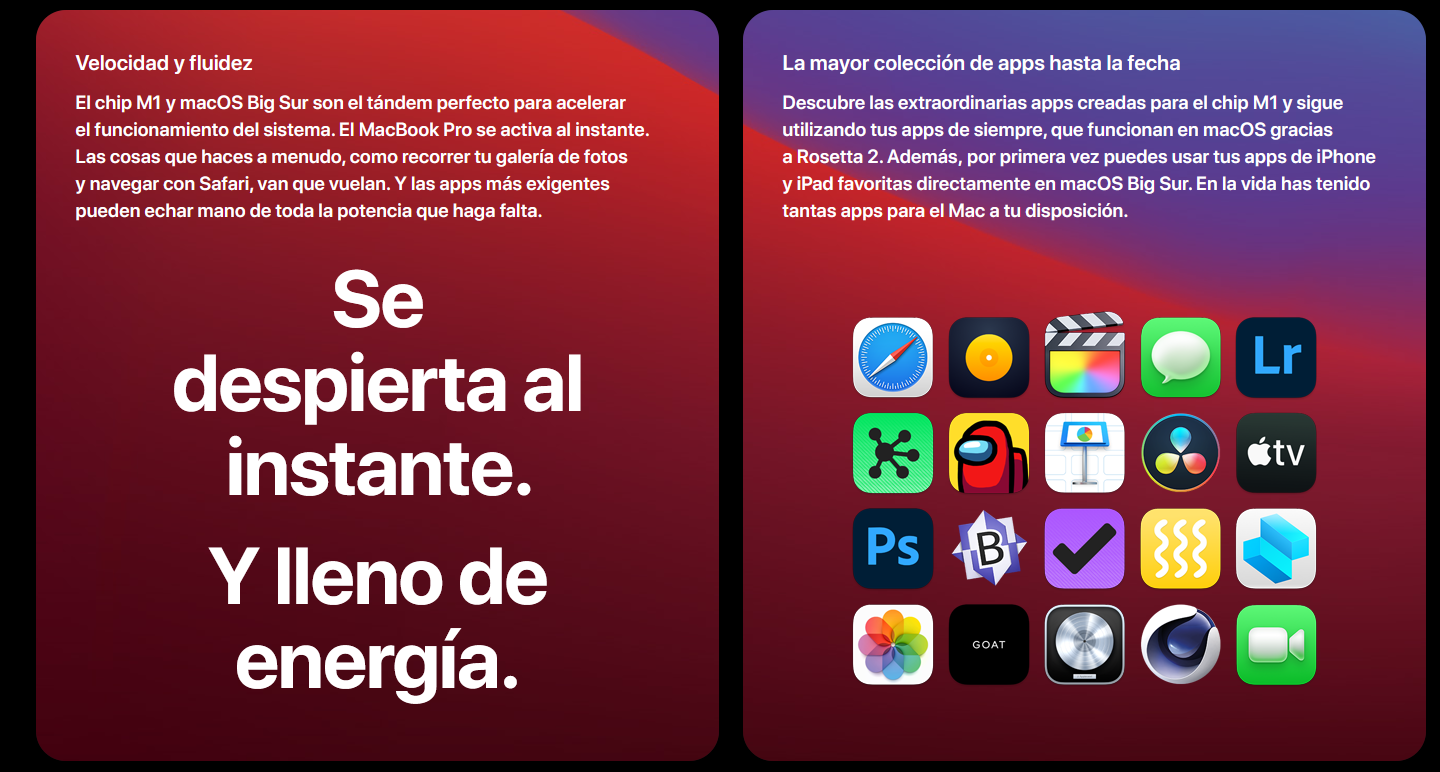 Velocidad y fluidez
El chip M1 y macOS Big Sur son el tándem perfecto para acelerar
el funcionamiento del sistema. El MacBook Pro se activa al instante.
Las cosas que haces a menudo, como recorrer tu galería de fotos
y navegar con Safari, van que vuelan. Y las apps más exigentes
pueden echar mano de toda la potencia que haga falta.
Se
despierta al
instante.
Y lleno de
energía.
La mayor colección de apps hasta la fecha
Descubre las extraordinarias apps creadas para el chip M1 y sigue
utilizando tus apps de siempre, que funcionan en macOS gracias
a Rosetta 2. Además, por primera vez puedes usar tus apps de iPhone
y iPad favoritas directamente en macOS Big Sur. En la vida has tenido
tantas apps para el Mac a tu disposición.
Lr
tv
Ps
B
GOAT